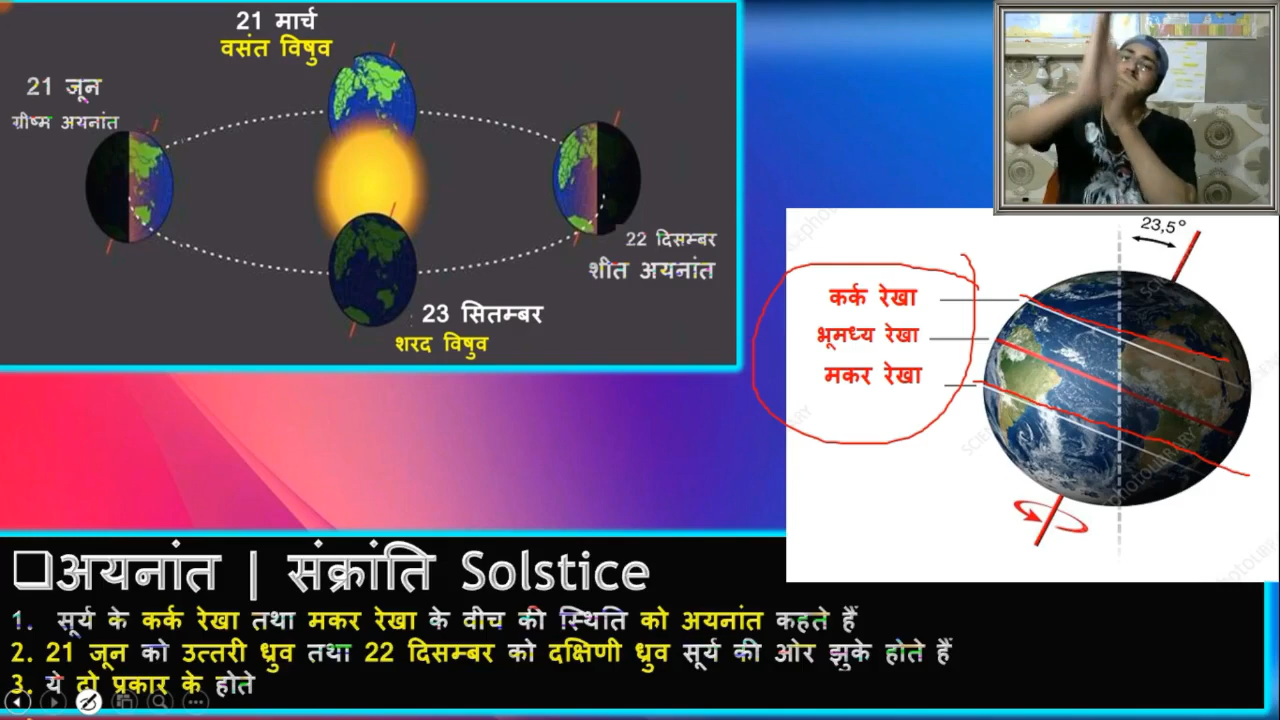 21 मार्च
वसंत विषुव
21 जून
ग्रीष्म अयनांत
22 दिसम्बर
शीत अयनांत
23 सितम्बर
शरद विषुव
23,5°
कर्क रेखा
भूमध्य रेखा
मकर रेखा
अयनांत | संक्रांति Solstice
1. सूर्य के कर्क रेखा तथा मकर रेखा के वीच की स्थिति को अयनांत कहते हैं
2. 21 जून को उत्तरी ध्रुव तथा 22 दिसम्बर को दक्षिणी ध्रुव सूर्य की ओर झुके होते हैं
3. ये दो प्रकार के होते